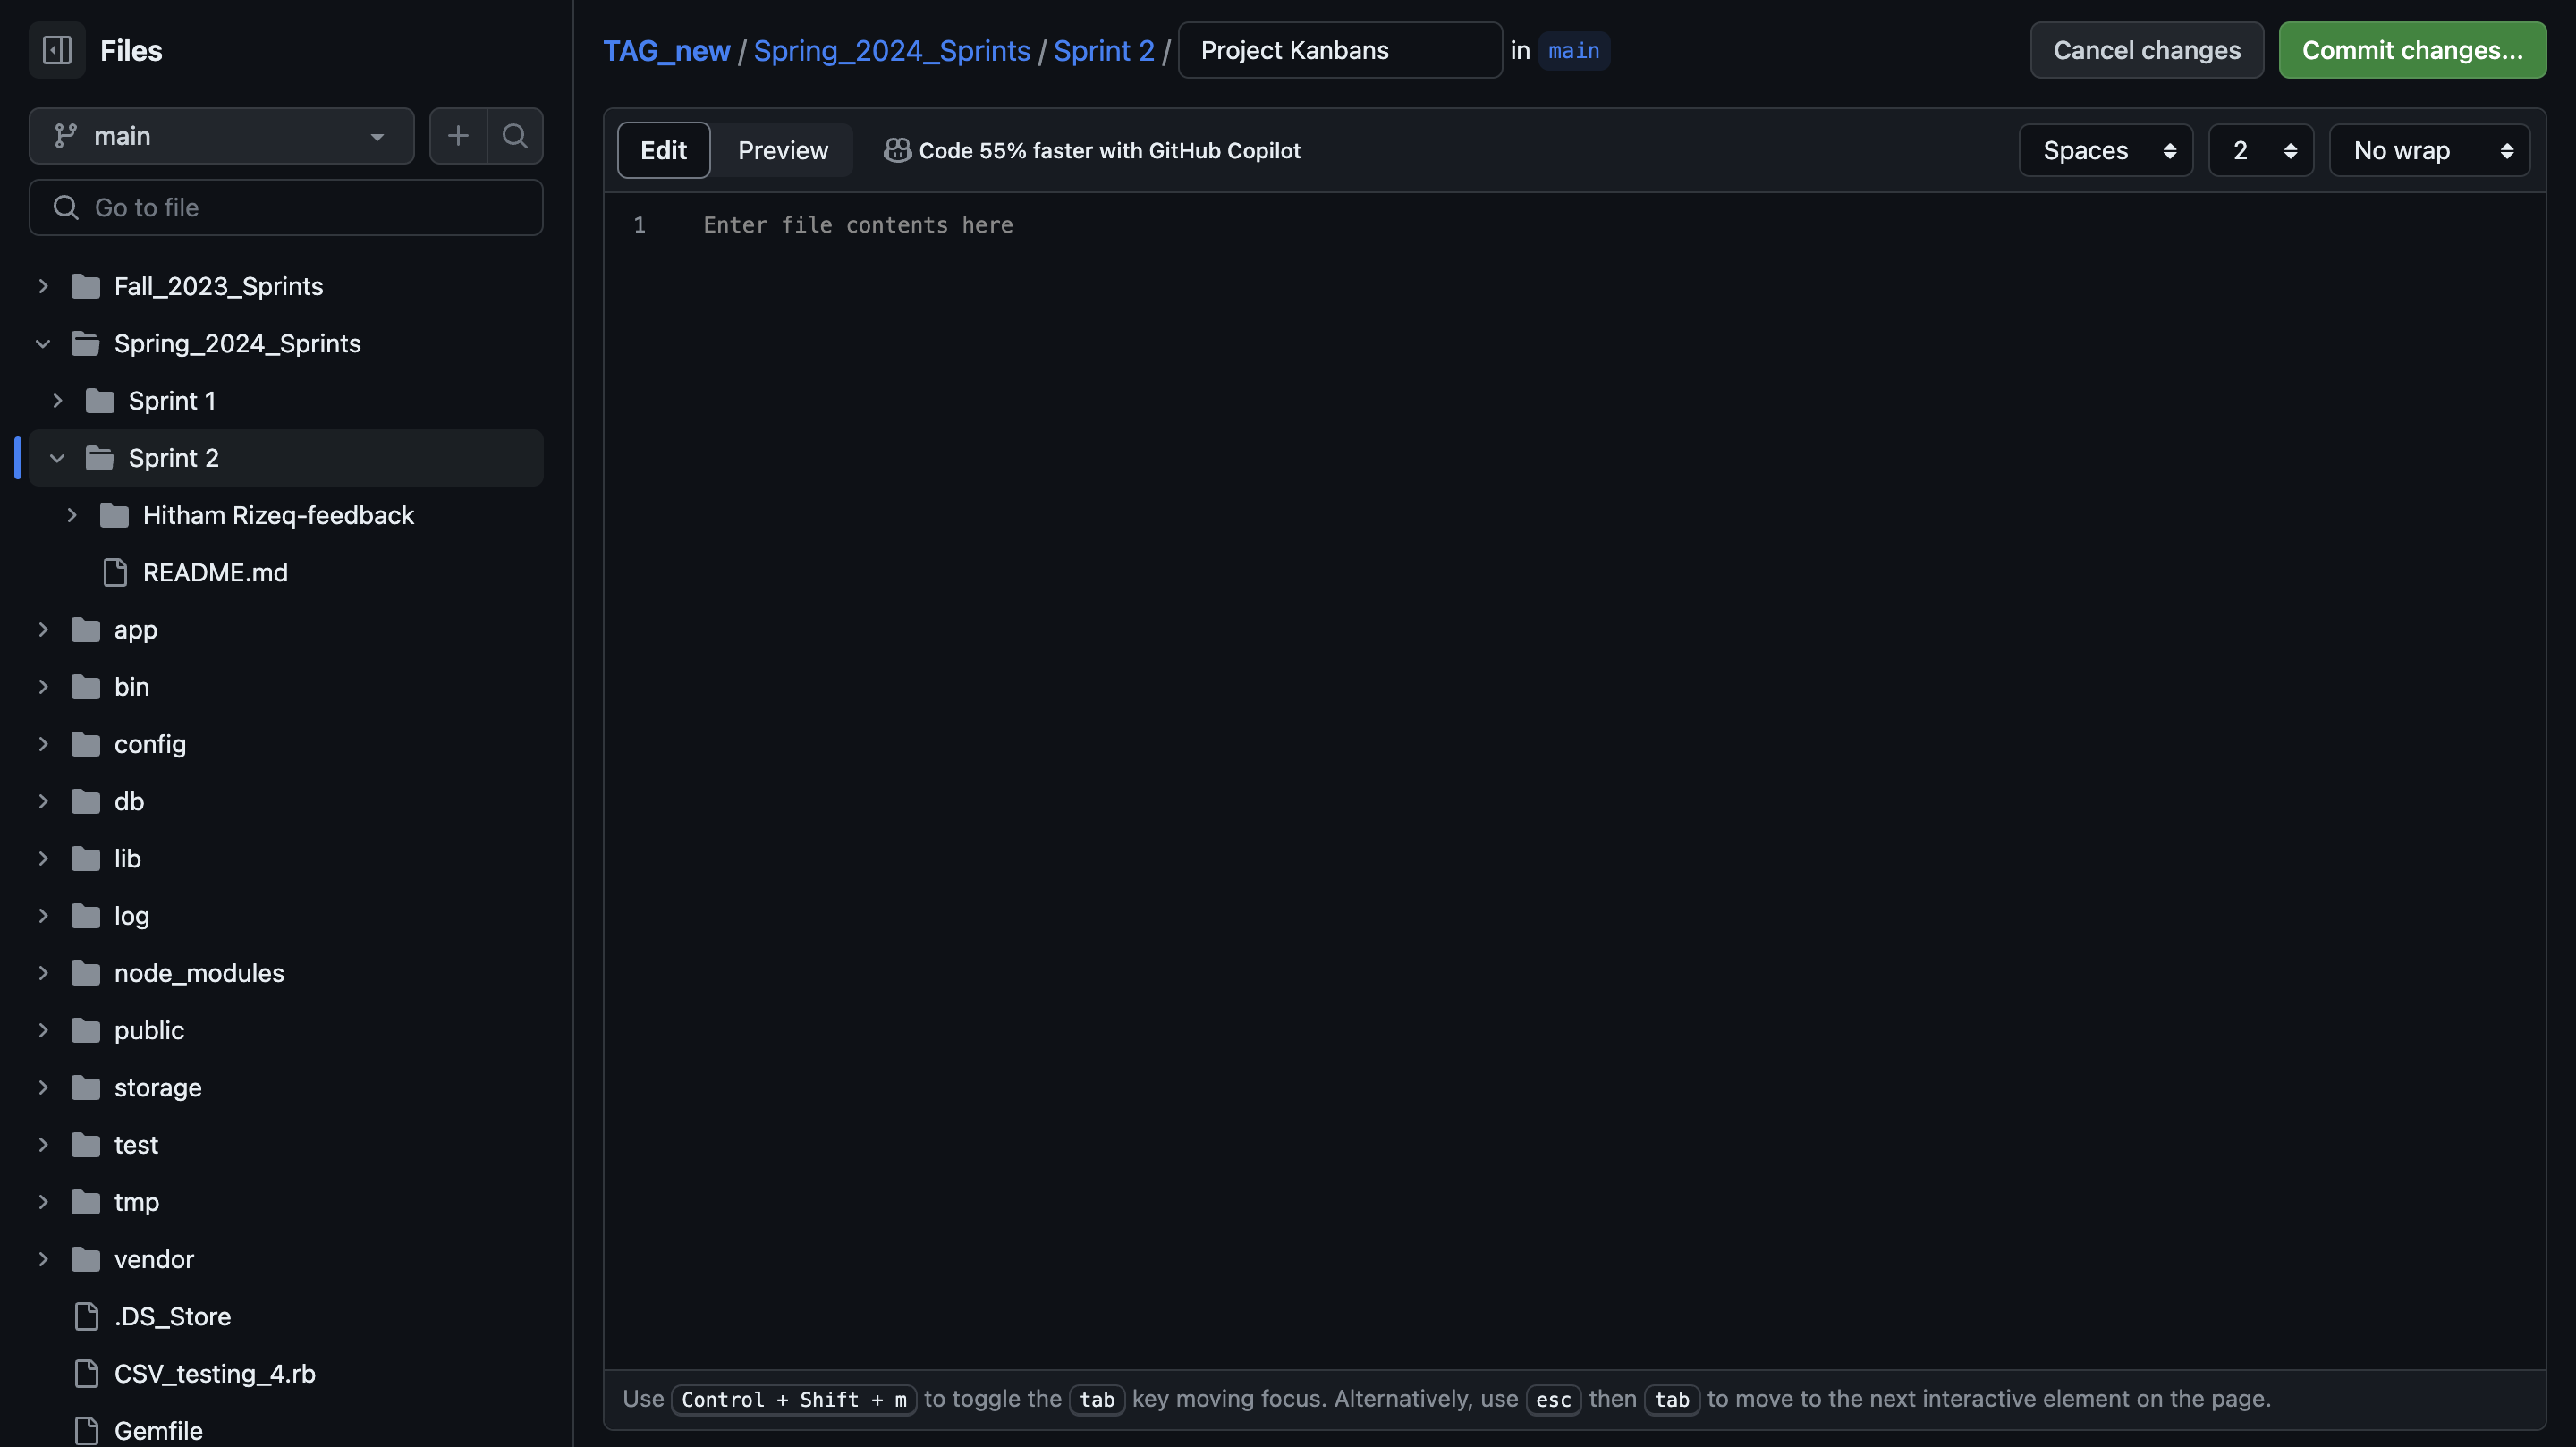 Files
main
Go to file
Fall_2023_Sprints
Spring_2024_Sprints
Sprint 1
Sprint 2
Hitham Rizeq-feedback
README.md
app
bin
config
db
lib
log
node_modules
public
storage
test
tmp
vendor
.DS_Store
CSV_testing_4.rb
Gemfile
TAG_new / Spring_2024_Sprints / Sprint 2 / Project Kanbans in main
Cancel changes Commit changes...
Edit Preview Code 55% faster with GitHub Copilot Spaces 2 No wrap
1 Enter file contents here
Use Control + Shift + m to toggle the tab key moving focus. Alternatively, use esc then tab to move to the next interactive element on the page.